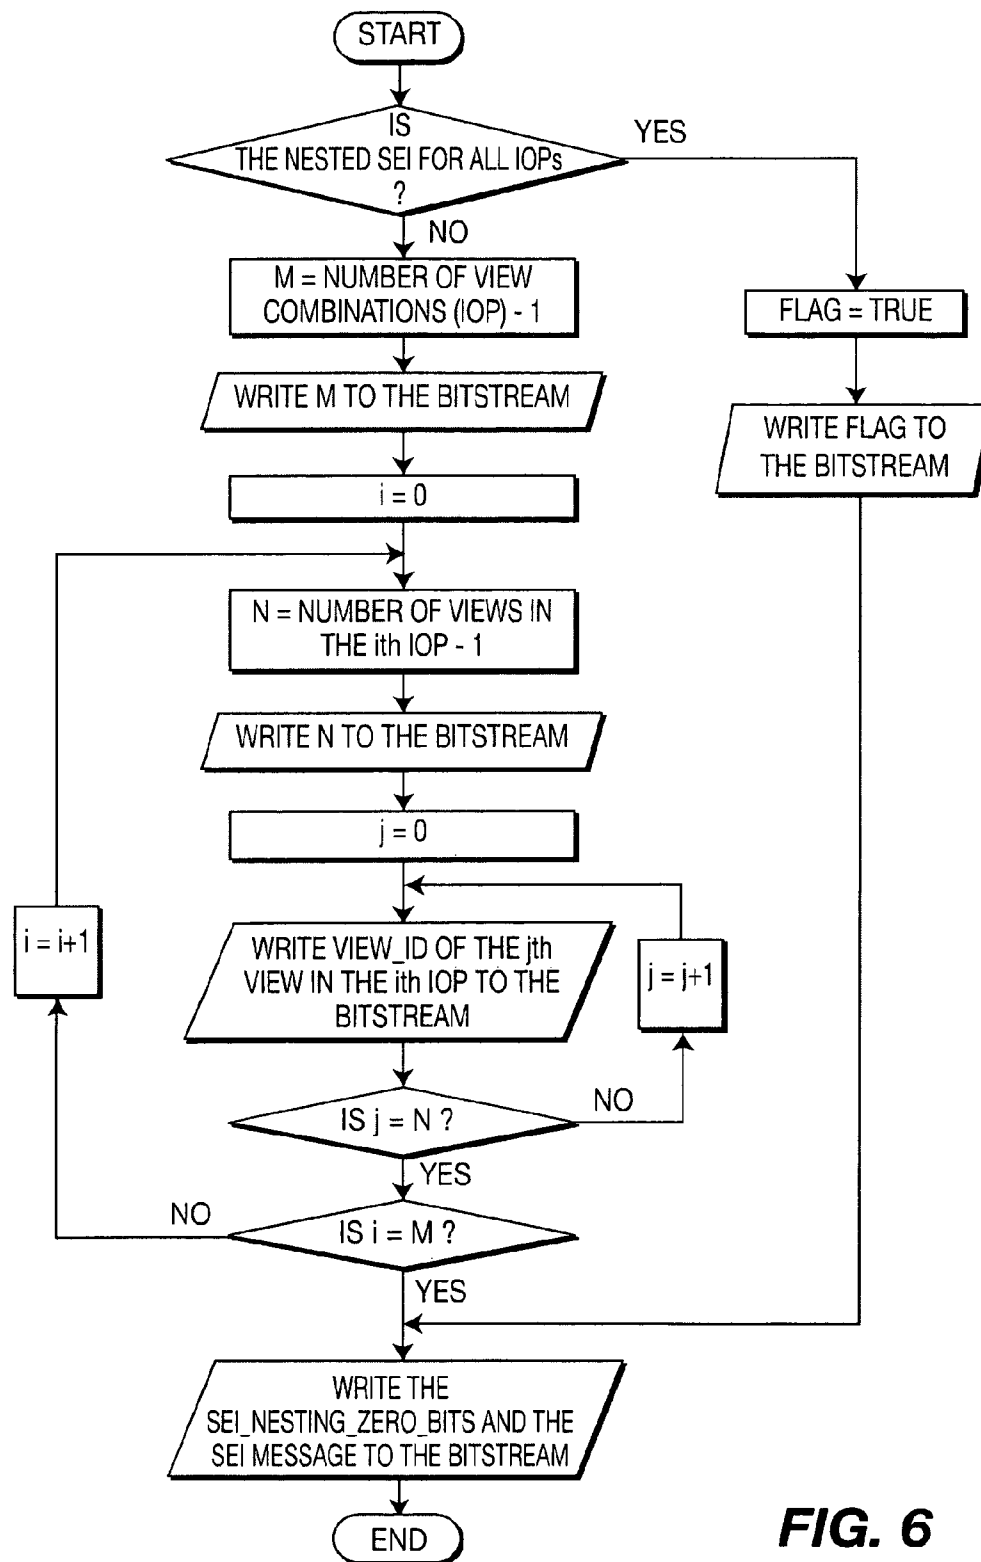 START
IS
THE NESTED SEI FOR ALL IOPs
?
YES
NO
M = NUMBER OF VIEW
COMBINATIONS (IOP) - 1
FLAG = TRUE
WRITE M TO THE BITSTREAM
WRITE FLAG TO
THE BITSTREAM
i = 0
N = NUMBER OF VIEWS IN
THE ith IOP - 1
WRITE N TO THE BITSTREAM
j = 0
i = i+1
WRITE VIEW_ID OF THE jth
VIEW IN THE ith IOP TO THE
BITSTREAM
j = j+1
IS j = N ?
NO
YES
IS i = M ?
NO
YES
WRITE THE
SEI_NESTING_ZERO_BITS AND THE
SEI MESSAGE TO THE BITSTREAM
END
FIG. 6